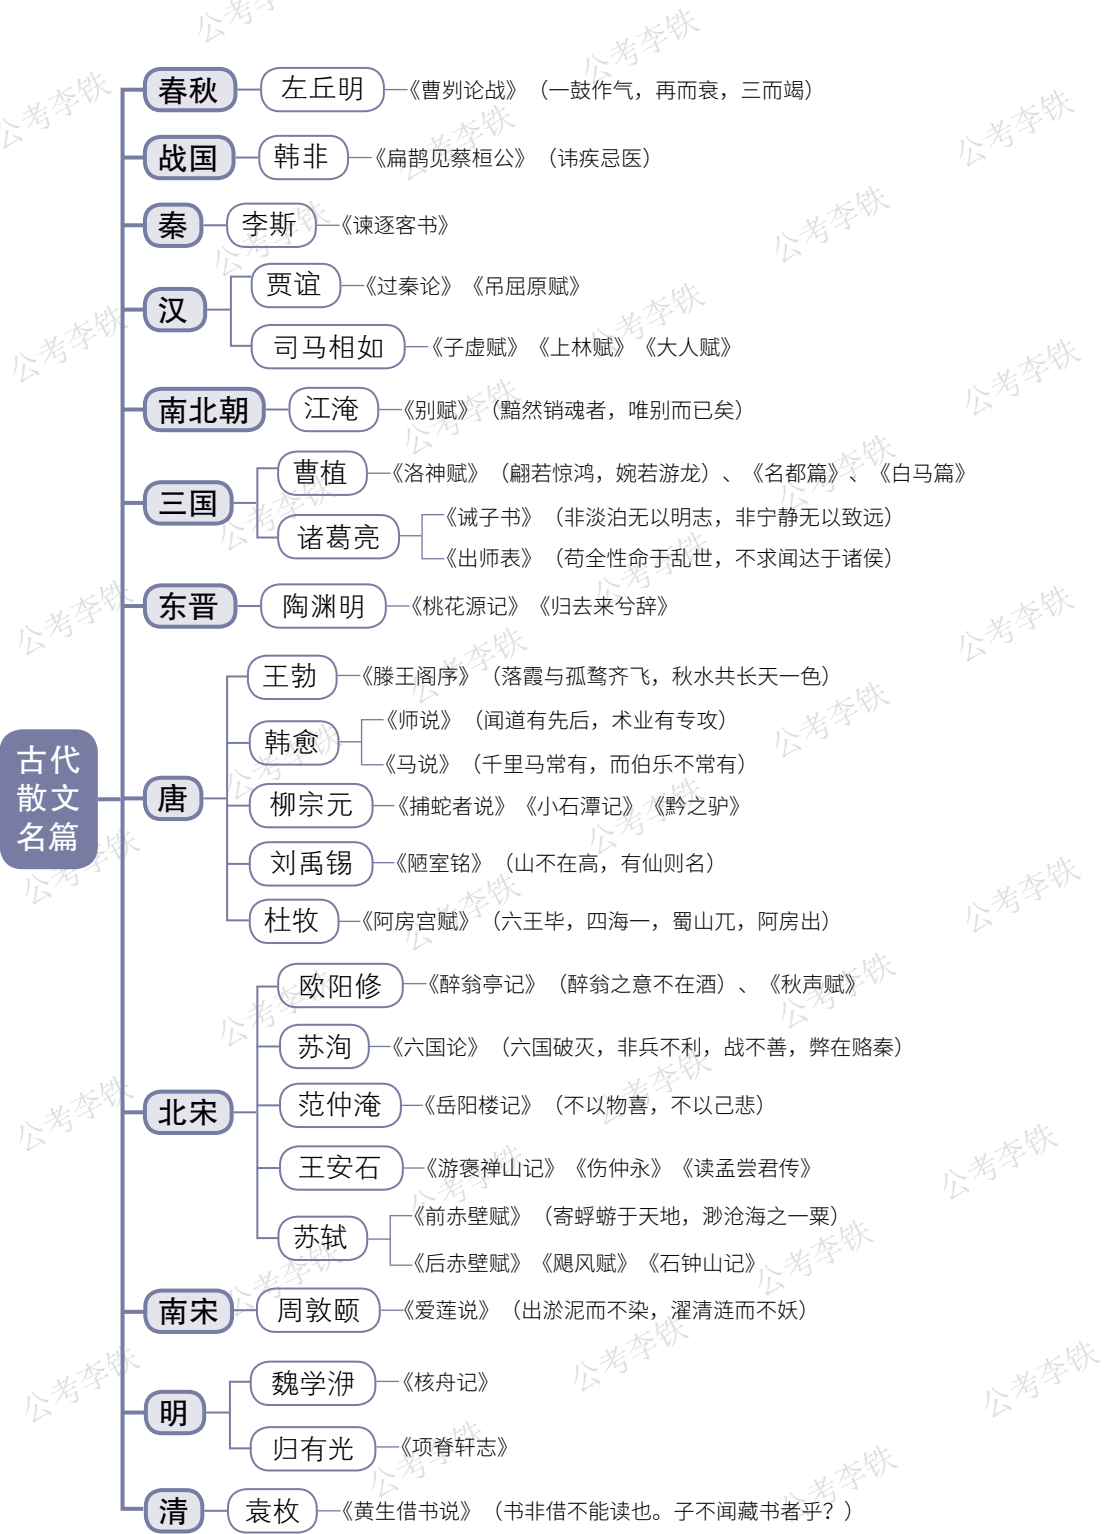 古代
散文
名篇
春秋
左丘明
《曹刿论战》（一鼓作气，再而衰，三而竭）
战国
韩非
《扁鹊见蔡桓公》（讳疾忌医）
秦
李斯
《谏逐客书》
汉
贾谊
《过秦论》《吊屈原赋》
司马相如
《子虚赋》《上林赋》《大人赋》
南北朝
江淹
《别赋》（黯然销魂者，唯别而已矣）
三国
曹植
《洛神赋》（翩若惊鸿，婉若游龙）、《名都篇》、《白马篇》
诸葛亮
《诫子书》（非淡泊无以明志，非宁静无以致远）
《出师表》（苟全性命于乱世，不求闻达于诸侯）
东晋
陶渊明
《桃花源记》《归去来兮辞》
唐
王勃
《滕王阁序》（落霞与孤鹜齐飞，秋水共长天一色）
韩愈
《师说》（闻道有先后，术业有专攻）
《马说》（千里马常有，而伯乐不常有）
柳宗元
《捕蛇者说》《小石潭记》《黔之驴》
刘禹锡
《陋室铭》（山不在高，有仙则名）
杜牧
《阿房宫赋》（六王毕，四海一，蜀山兀，阿房出）
北宋
欧阳修
《醉翁亭记》（醉翁之意不在酒）、《秋声赋》
苏洵
《六国论》（六国破灭，非兵不利，战不善，弊在赂秦）
范仲淹
《岳阳楼记》（不以物喜，不以己悲）
王安石
《游褒禅山记》《伤仲永》《读孟尝君传》
苏轼
《前赤壁赋》（寄蜉蝣于天地，渺沧海之一粟）
《后赤壁赋》《飓风赋》《石钟山记》
南宋
周敦颐
《爱莲说》（出淤泥而不染，濯清涟而不妖）
明
魏学洢
《核舟记》
归有光
《项脊轩志》
清
袁枚
《黄生借书说》（书非借不能读也。子不闻藏书者乎？）
公考李铁